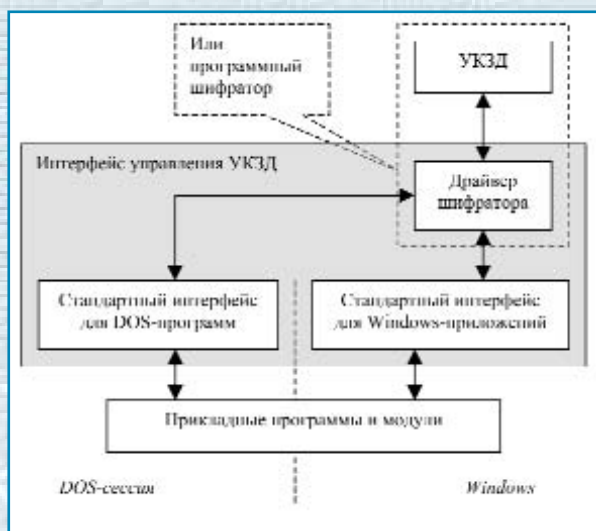 Или
программный
шифратор
УКЗД
Интерфейс управления УКЗД
Драйвер
шифратора
Стандартный интерфейс
для DOS-программ
Стандартный интерфейс
для Windows-приложений
Прикладные программы и модули
DOS-сессия
Windows